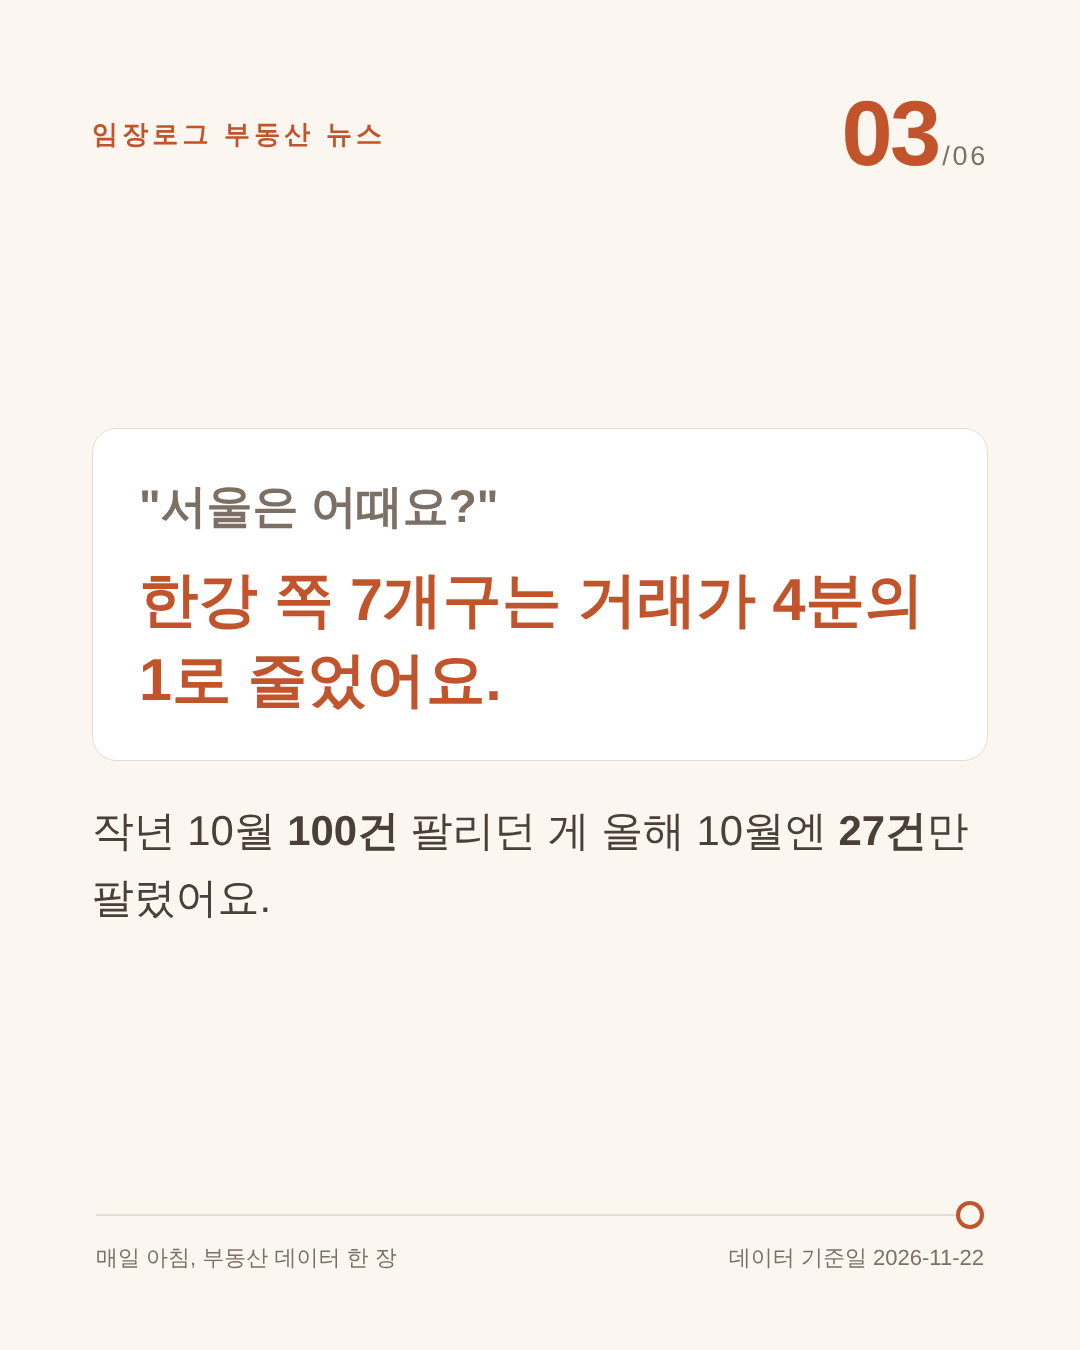 임장로그 부동산 뉴스
03/06
"서울은 어때요?"
한강 쪽 7개구는 거래가 4분의
1로 줄었어요.
작년 10월 100건 팔리던 게 올해 10월엔 27건만
팔렸어요.
매일 아침, 부동산 데이터 한 장
데이터 기준일 2026-11-22